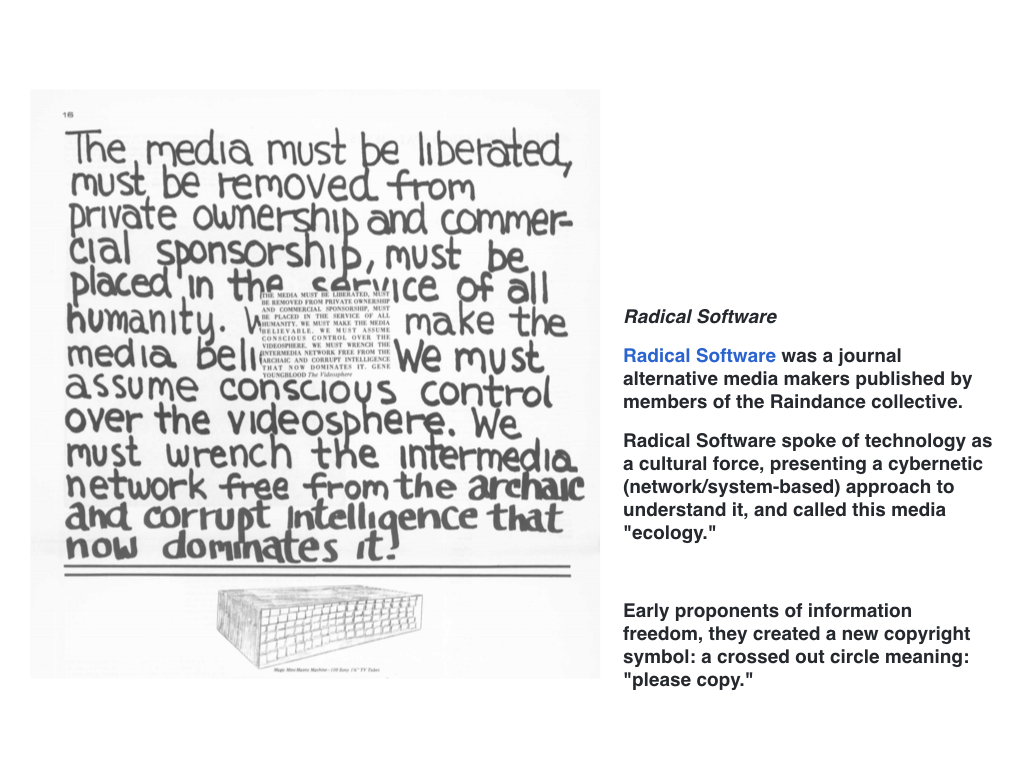 16
The media must be liberated,
must be removed from
private ownership and commer-
cial sponsorship, must be
placed in the service of all
humanity. W make the
media beli We must
assume conscious control
over the videosphere. We
must wrench the intermedia
network free from the archaic
and corrupt intelligence that
now dominates it!
THE MEDIA MUST BE LIBERATED, MUST
BE REMOVED FROM PRIVATE OWNERSHIP
AND COMMERCIAL SPONSORSHIP, MUST
BE PLACED IN THE SERVICE OF ALL
HUMANITY. WE MUST MAKE THE MEDIA
BELIEVABLE. WE MUST ASSUME
CONSCIOUS CONTROL OVER THE
VIDEOSPHERE. WE MUST WRENCH THE
INTERMEDIA NETWORK FREE FROM THE
ARCHAIC AND CORRUPT INTELLIGENCE
THAT NOW DOMINATES IT. GENE
YOUNGBLOOD The Videosphere
Machine - 100 Sony TV Tubes
Radical Software
Radical Software was a journal
alternative media makers published by
members of the Raindance collective.
Radical Software spoke of technology as
a cultural force, presenting a cybernetic
(network/system-based) approach to
understand it, and called this media
"ecology."
Early proponents of information
freedom, they created a new copyright
symbol: a crossed out circle meaning:
"please copy."